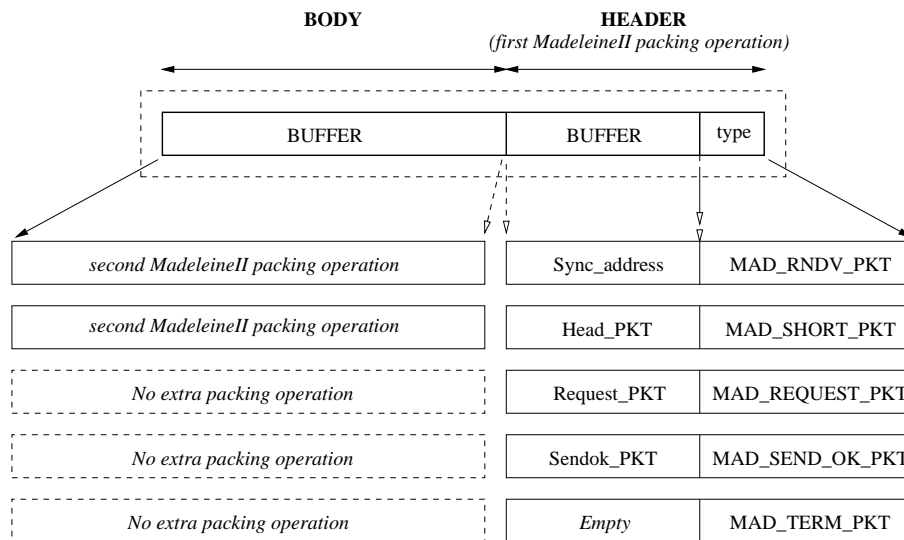 BODY HEADER
(first MadeleineII packing operation)
BUFFER BUFFER type
second MadeleineII packing operation Sync_address MAD_RNDV_PKT
second MadeleineII packing operation Head_PKT MAD_SHORT_PKT
No extra packing operation Request_PKT MAD_REQUEST_PKT
No extra packing operation Sendok_PKT MAD_SEND_OK_PKT
No extra packing operation Empty MAD_TERM_PKT